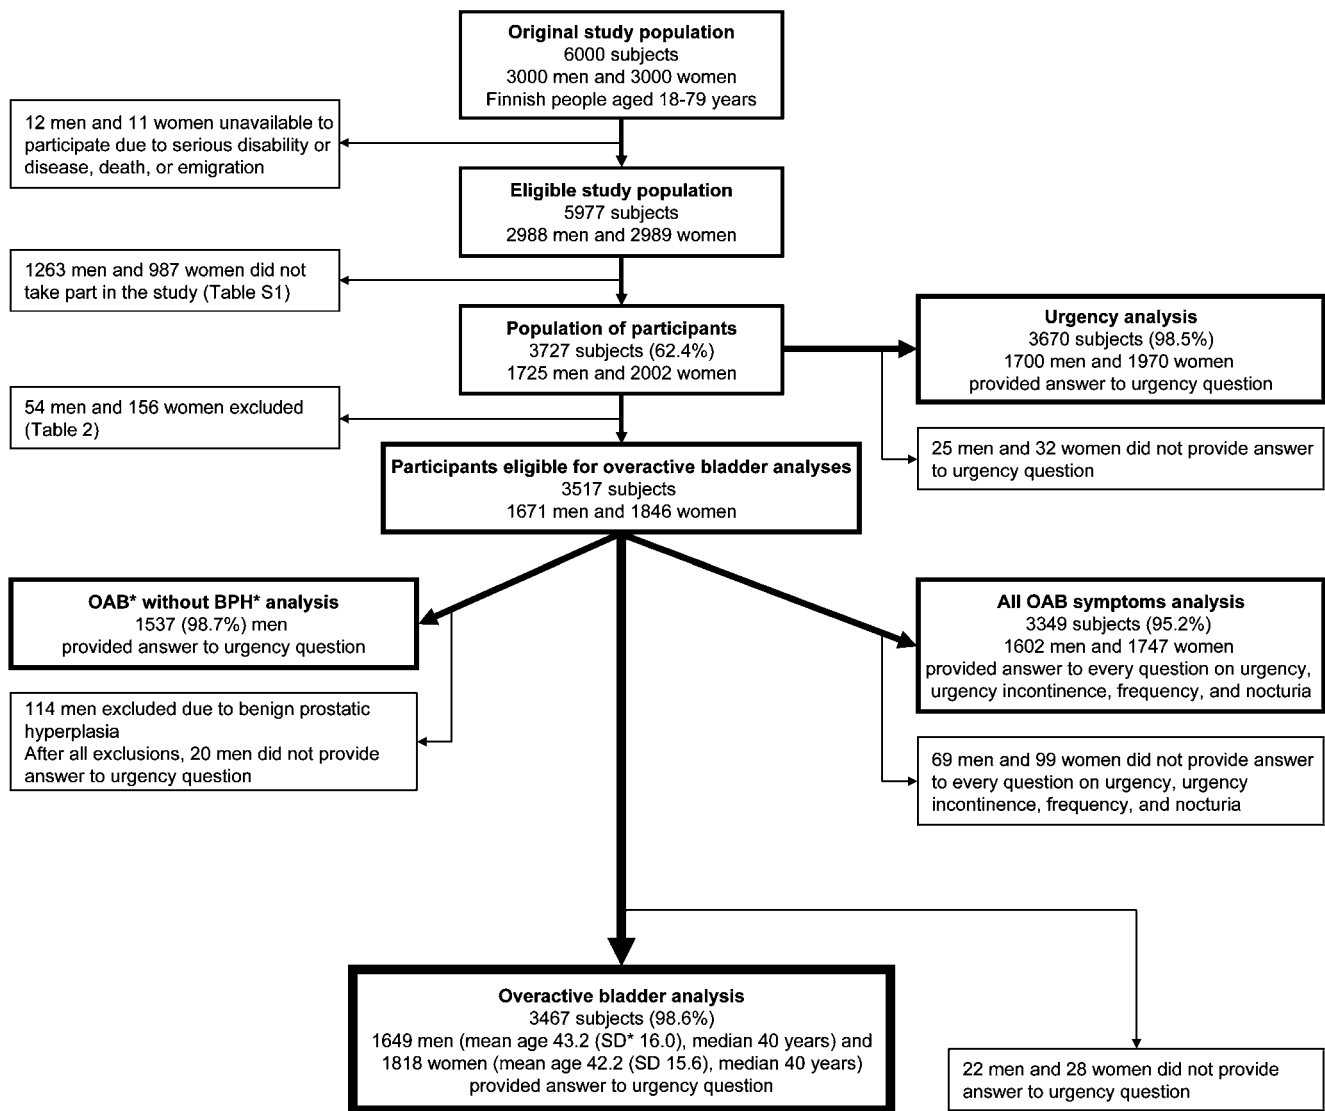 Original study population
6000 subjects
3000 men and 3000 women
Finnish people aged 18-79 years
12 men and 11 women unavailable to
participate due to serious disability or
disease, death, or emigration
Eligible study population
5977 subjects
2988 men and 2989 women
1263 men and 987 women did not
take part in the study (Table S1)
Population of participants
3727 subjects (62.4%)
1725 men and 2002 women
Urgency analysis
3670 subjects (98.5%)
1700 men and 1970 women
provided answer to urgency question
54 men and 156 women excluded
(Table 2)
25 men and 32 women did not provide answer
to urgency question
Participants eligible for overactive bladder analyses
3517 subjects
1671 men and 1846 women
OAB* without BPH* analysis
1537 (98.7%) men
provided answer to urgency question
All OAB symptoms analysis
3349 subjects (95.2%)
1602 men and 1747 women
provided answer to every question on urgency,
urgency incontinence, frequency, and nocturia
114 men excluded due to benign prostatic
hyperplasia
After all exclusions, 20 men did not provide
answer to urgency question
69 men and 99 women did not provide answer
to every question on urgency, urgency
incontinence, frequency, and nocturia
Overactive bladder analysis
3467 subjects (98.6%)
1649 men (mean age 43.2 (SD* 16.0), median 40 years) and
1818 women (mean age 42.2 (SD 15.6), median 40 years)
provided answer to urgency question
22 men and 28 women did not provide
answer to urgency question